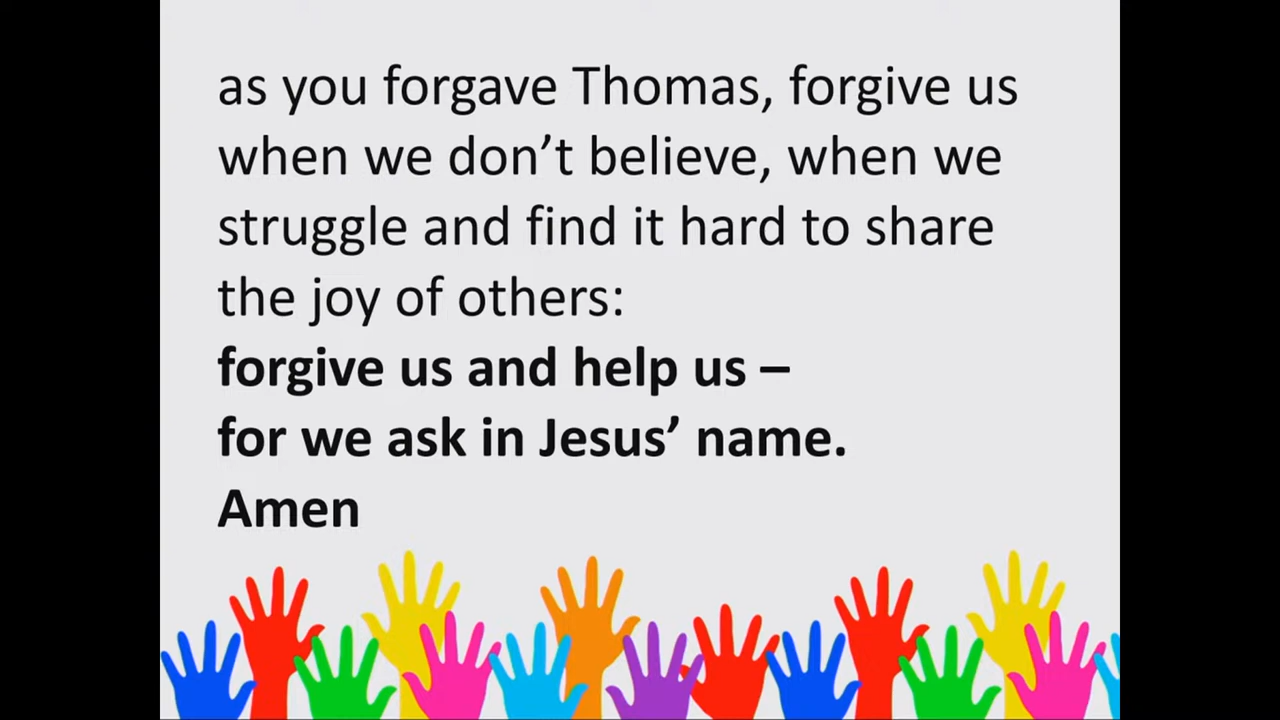 as you forgave Thomas, forgive us
when we don’t believe, when we
struggle and find it hard to share
the joy of others:
forgive us and help us –
for we ask in Jesus’ name.
Amen